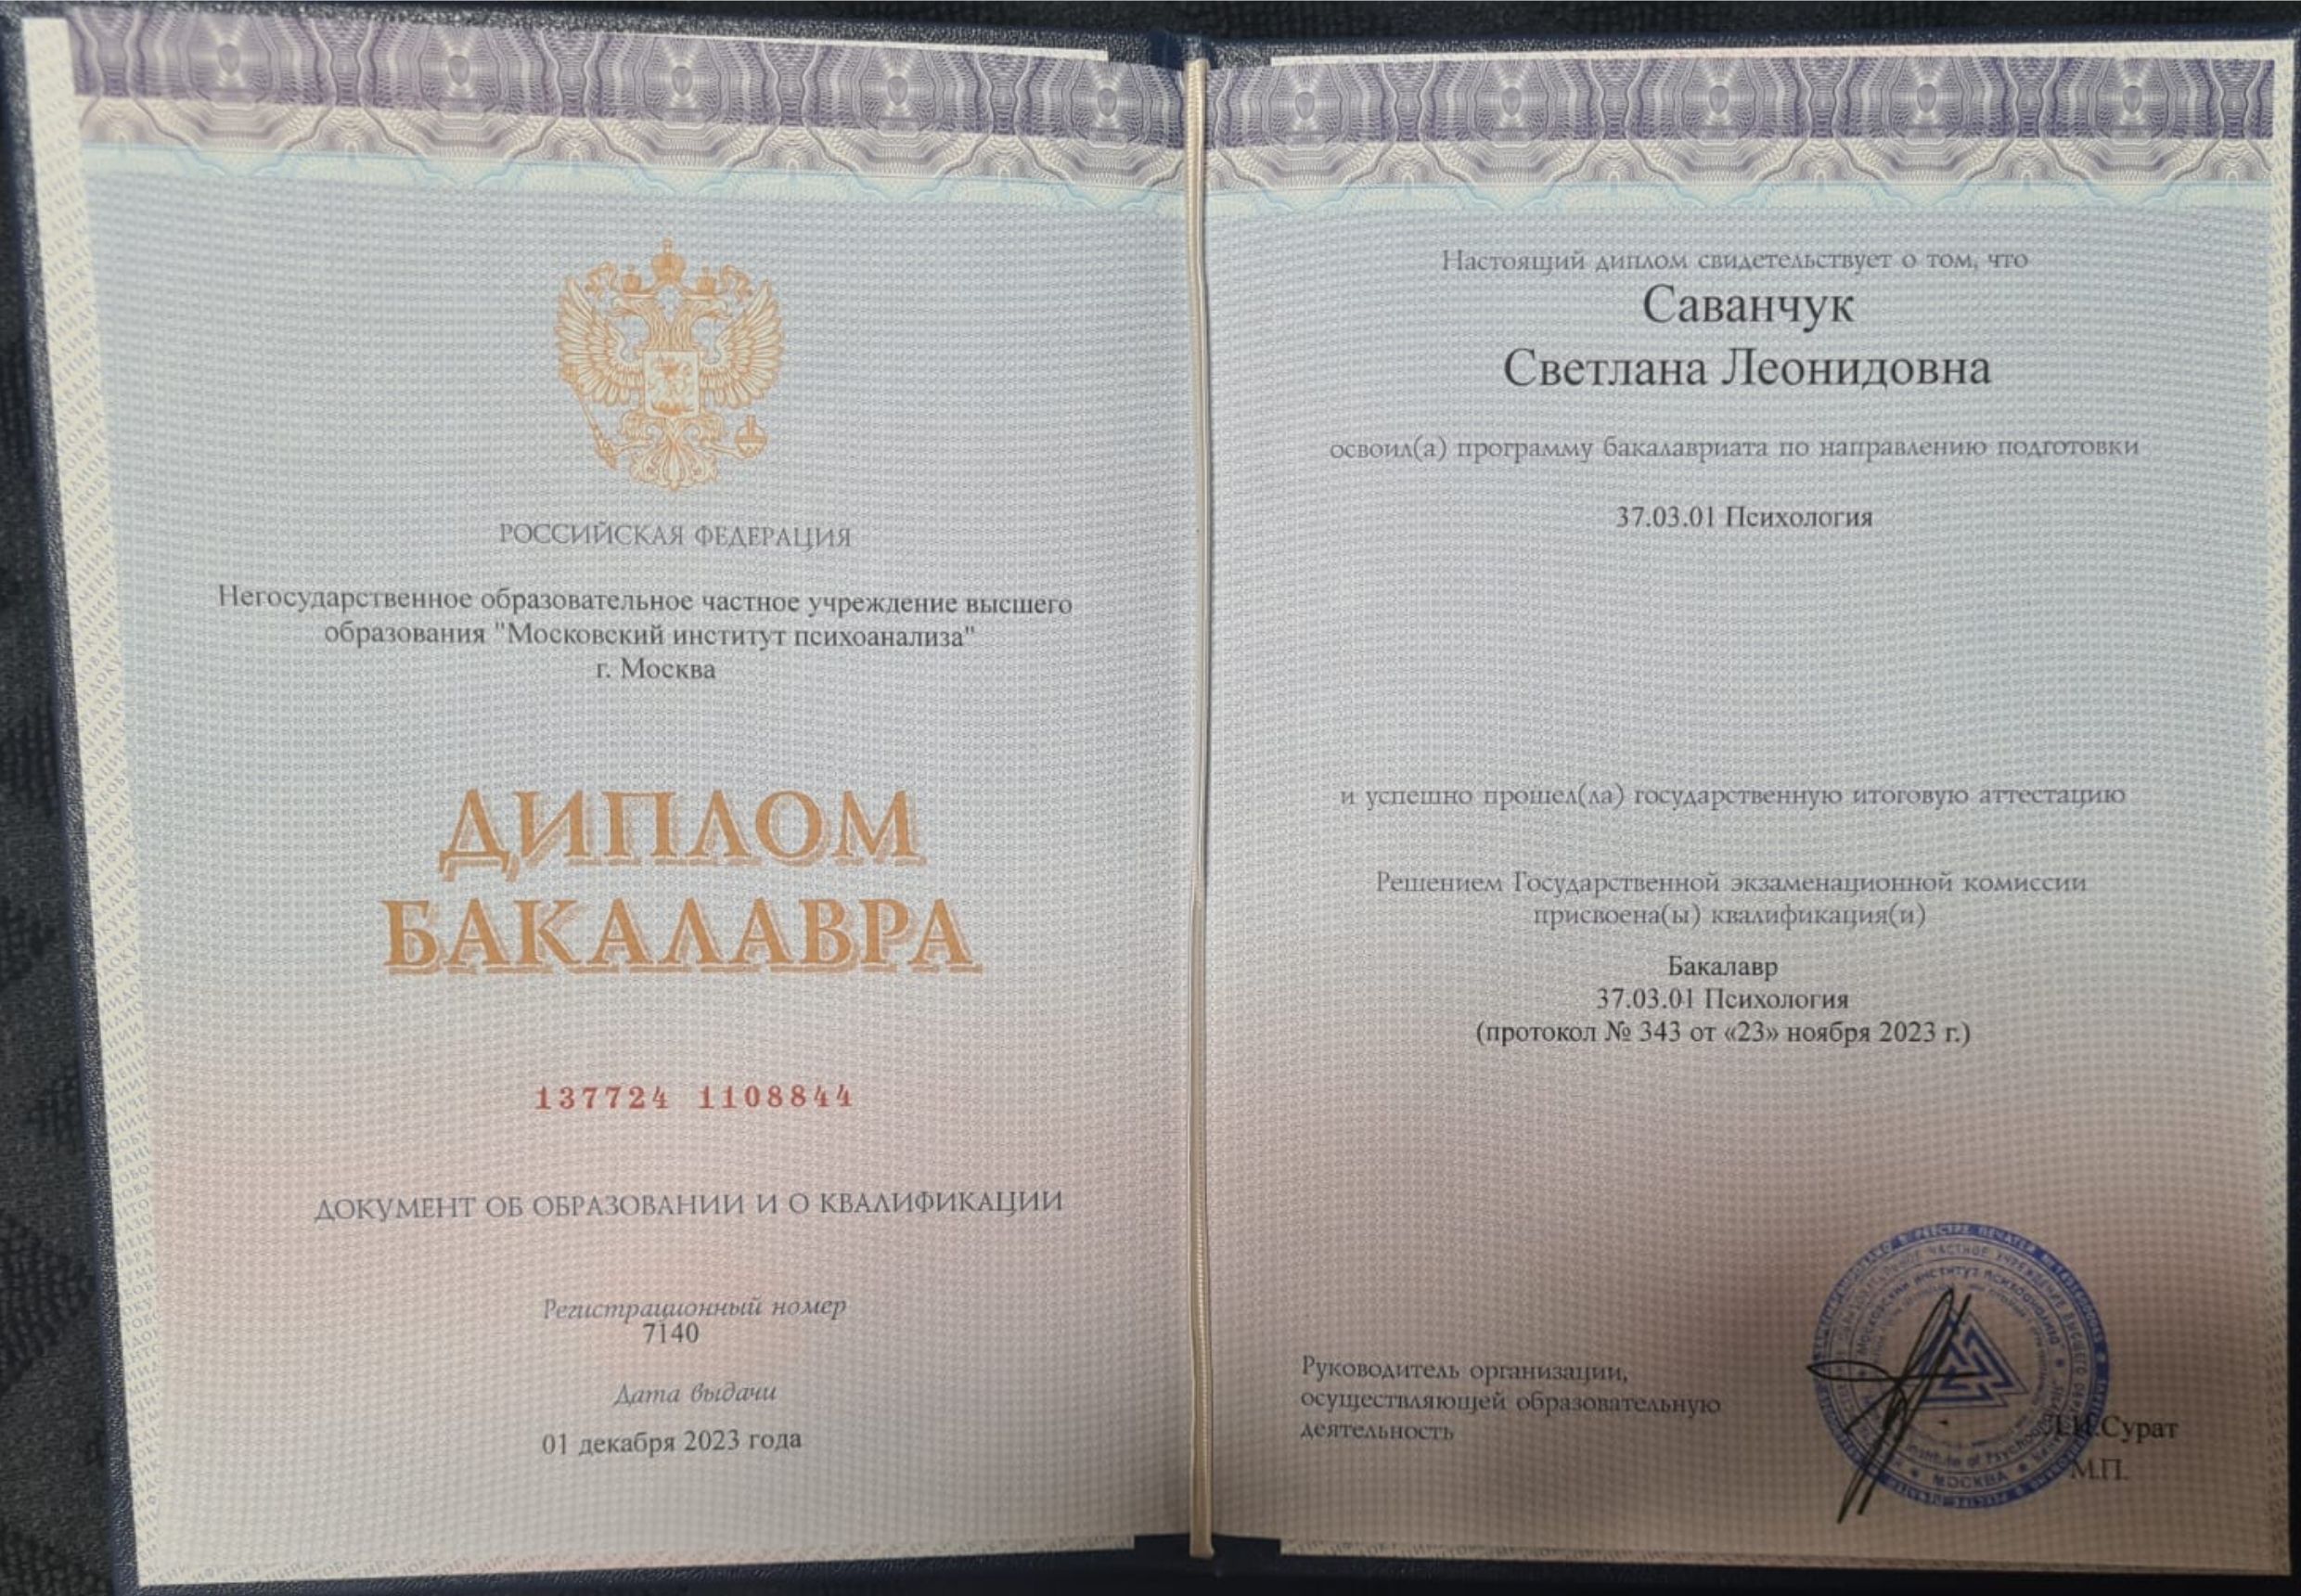 РОССИЙСКАЯ ФЕДЕРАЦИЯ
Негосударственное образовательное частное учреждение высшего
образования "Московский институт психоанализа"
г. Москва
ДИПЛОМ
БАКАЛАВРА
137724 1108844
ДОКУМЕНТ ОБ ОБРАЗОВАНИИ И О КВАЛИФИКАЦИИ
Регистрационный номер
7140
Дата выдачи
01 декабря 2023 года
Настоящий диплом свидетельствует о том, что
Саванчук
Светлана Леонидовна
освоил(а) программу бакалавриата по направлению подготовки
37.03.01 Психология
и успешно прошел(ла) государственную итоговую аттестацию
Решением Государственной экзаменационной комиссии
присвоена(ы) квалификация(и)
Бакалавр
37.03.01 Психология
(протокол № 343 от «23» ноября 2023 г.)
Руководитель организации,
осуществляющей образовательную
деятельность
Сурат
М.П.
МОСКВА